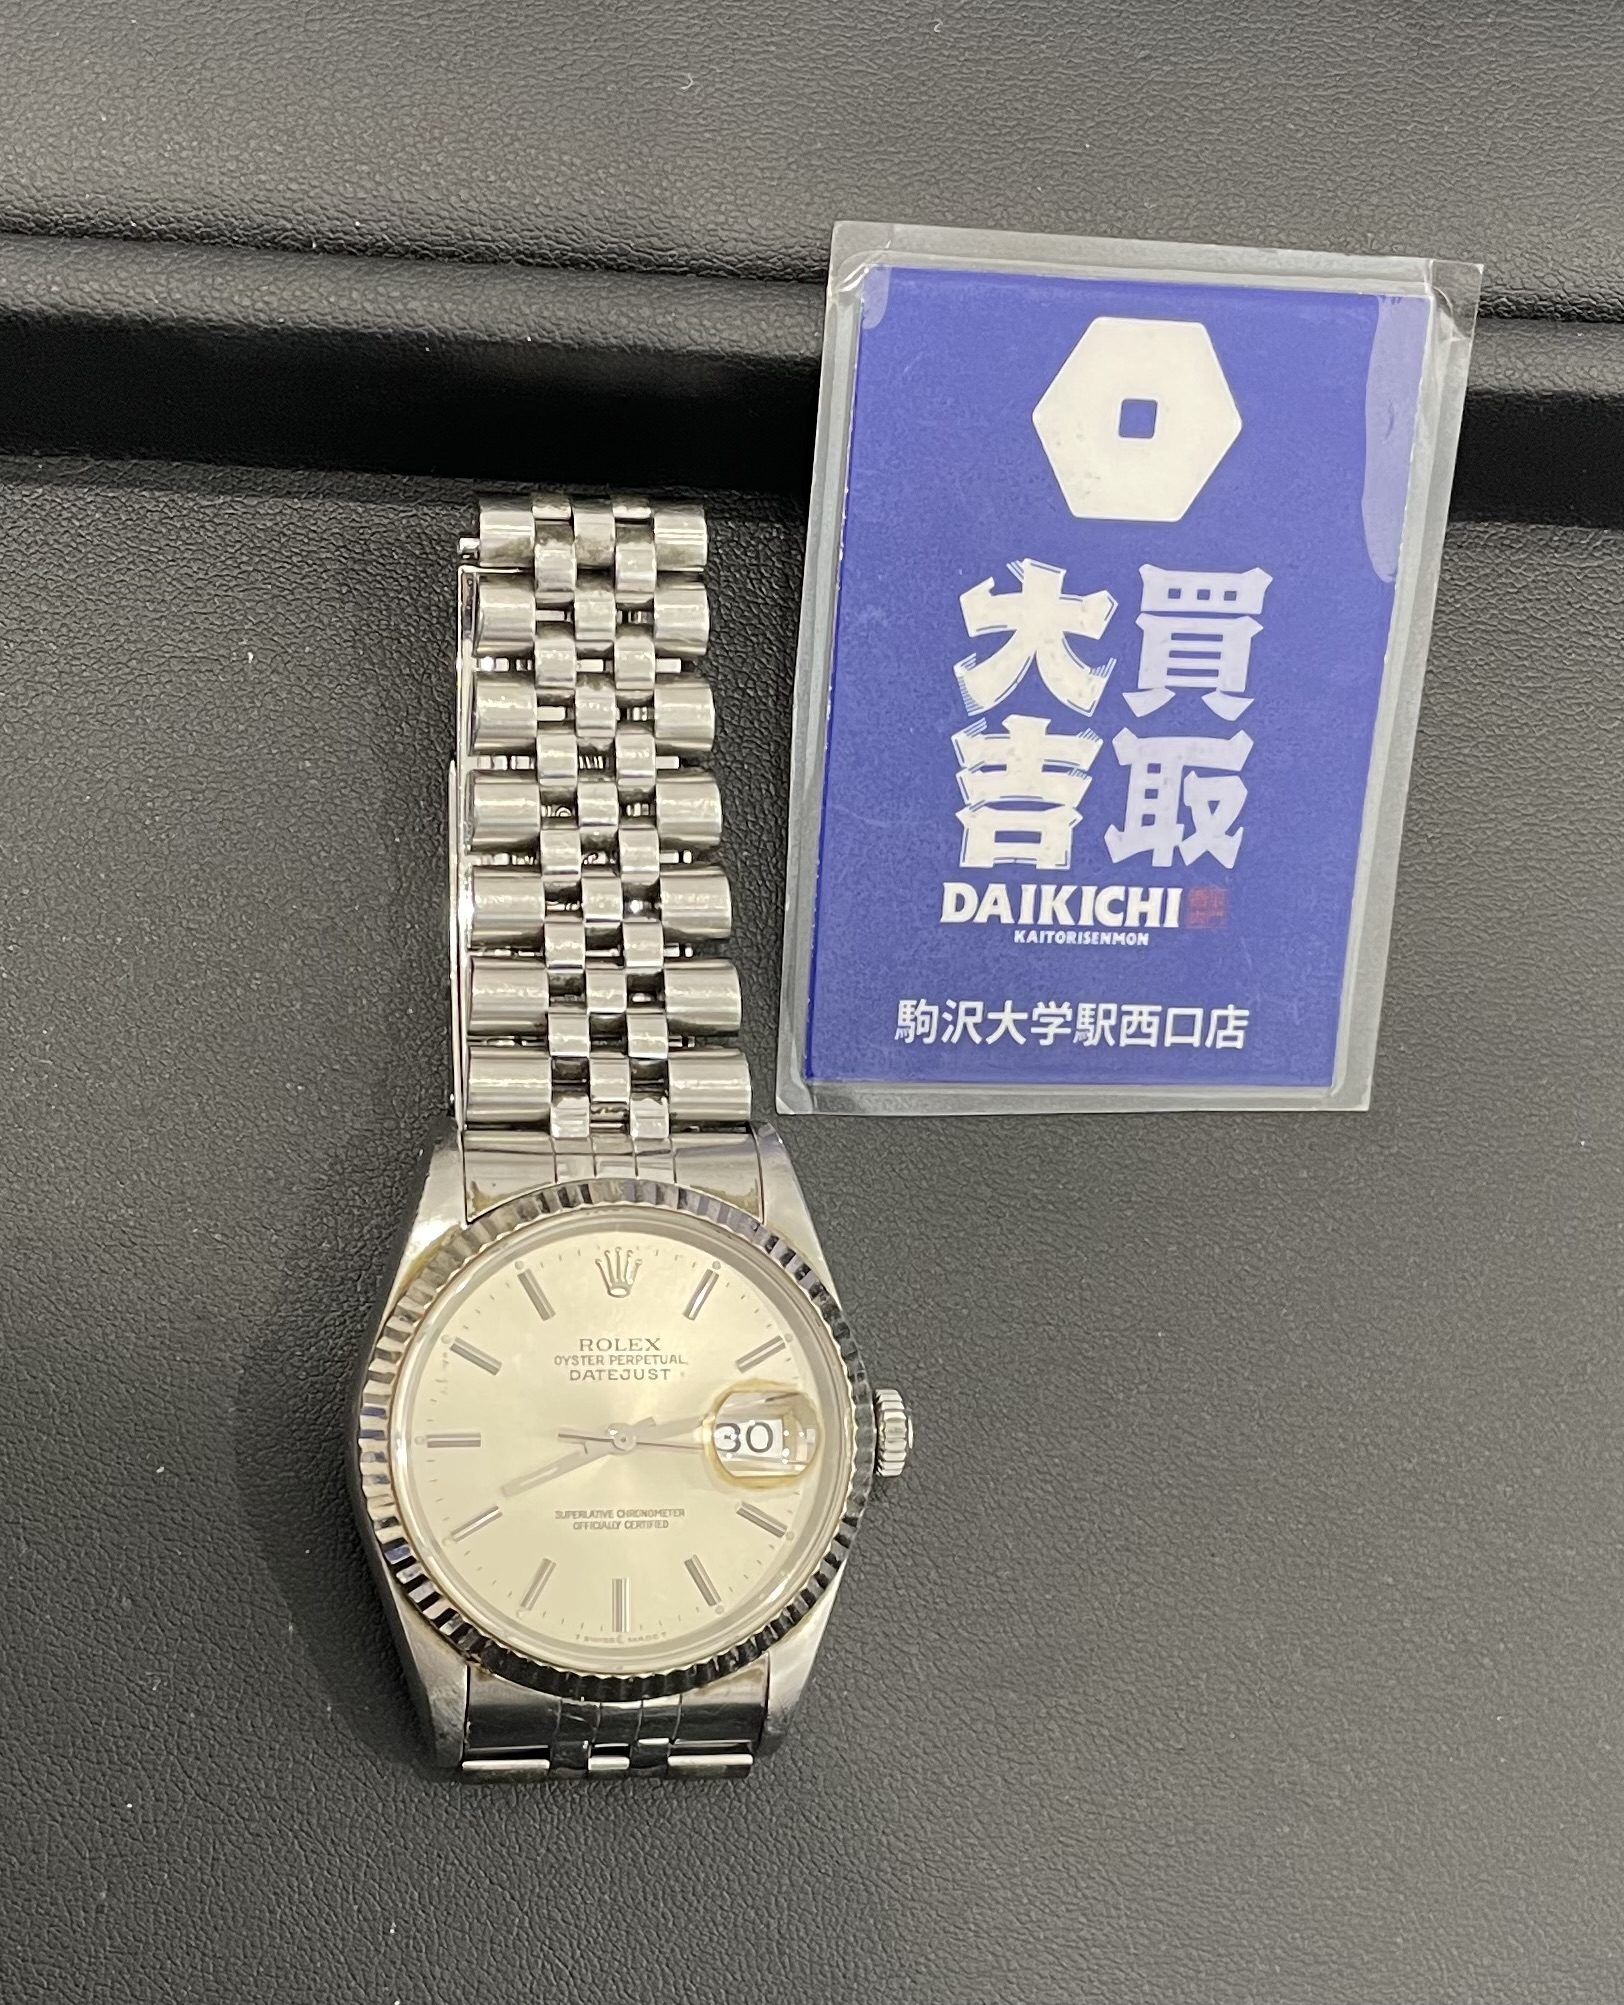 買取
大吉
DAIKICHI
KAITORISENMON
駒沢大学駅西口店
ROLEX
OYSTER PERPETUAL
DATEJUST
30
SUPERLATIVE CHRONOMETER
OFFICIALLY CERTIFIED
T SWISS MADE T